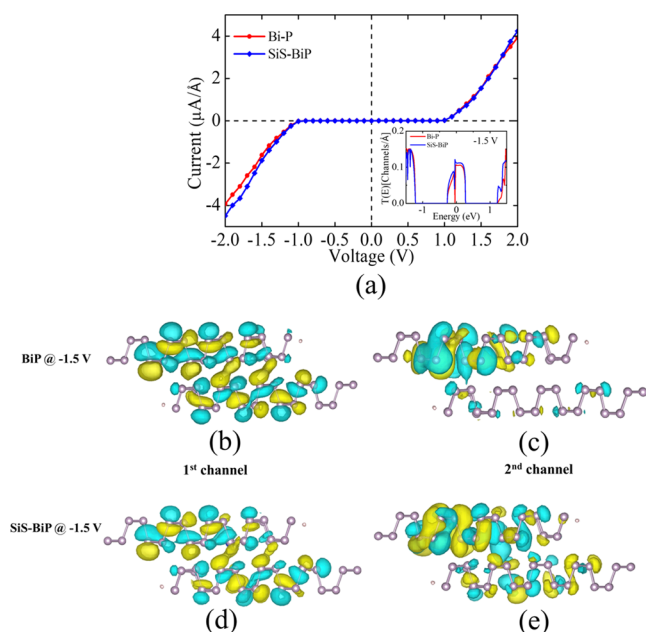 Current (μA/Å)
4
2
0
-2
-4
Bi-P
SiS-BiP
T(E)[Channels/Å]
0.2
0.1
0.0
Bi-P
SiS-BiP
-1.5 V
-1 0 1
Energy (eV)
-2.0 -1.5 -1.0 -0.5 0.0 0.5 1.0 1.5 2.0
Voltage (V)
(a)
BiP @ -1.5 V
(b) (c)
1st channel 2nd channel
SiS-BiP @ -1.5 V
(d) (e)